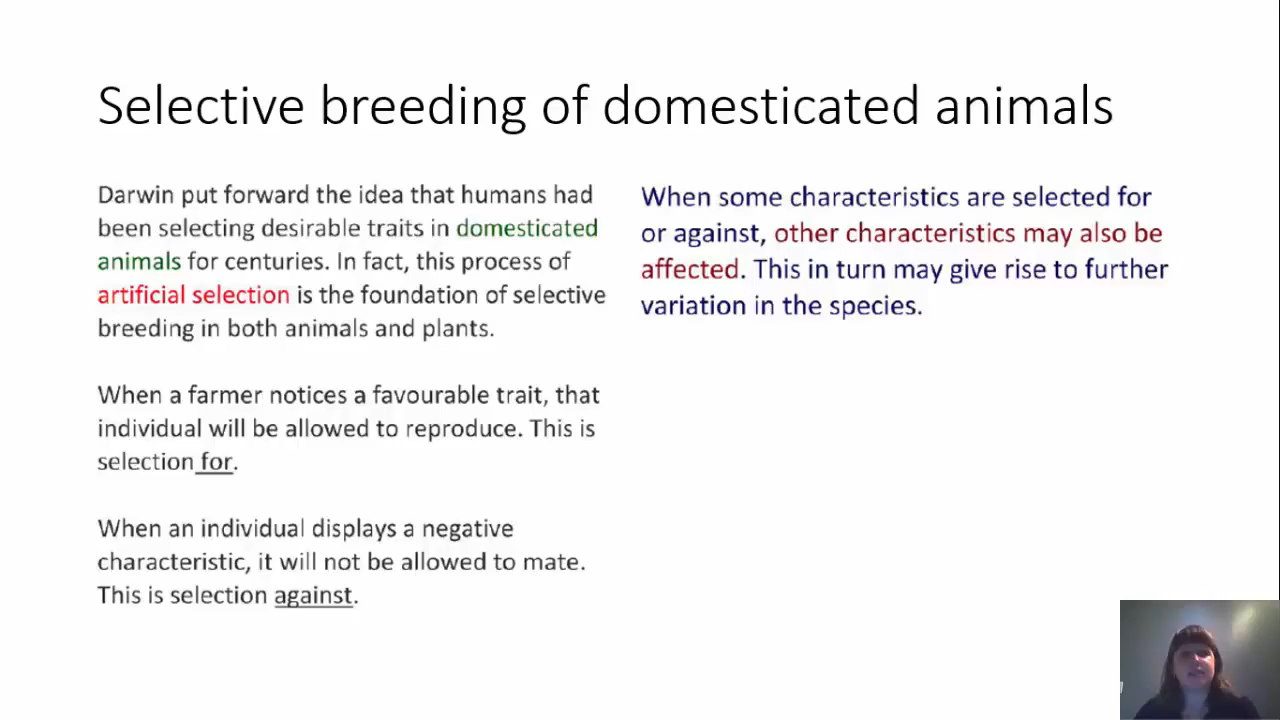 Selective breeding of domesticated animals
Darwin put forward the idea that humans had
been selecting desirable traits in domesticated
animals for centuries. In fact, this process of
artificial selection is the foundation of selective
breeding in both animals and plants.
When a farmer notices a favourable trait, that
individual will be allowed to reproduce. This is
selection for.
When an individual displays a negative
characteristic, it will not be allowed to mate.
This is selection against.
When some characteristics are selected for
or against, other characteristics may also be
affected. This in turn may give rise to further
variation in the species.